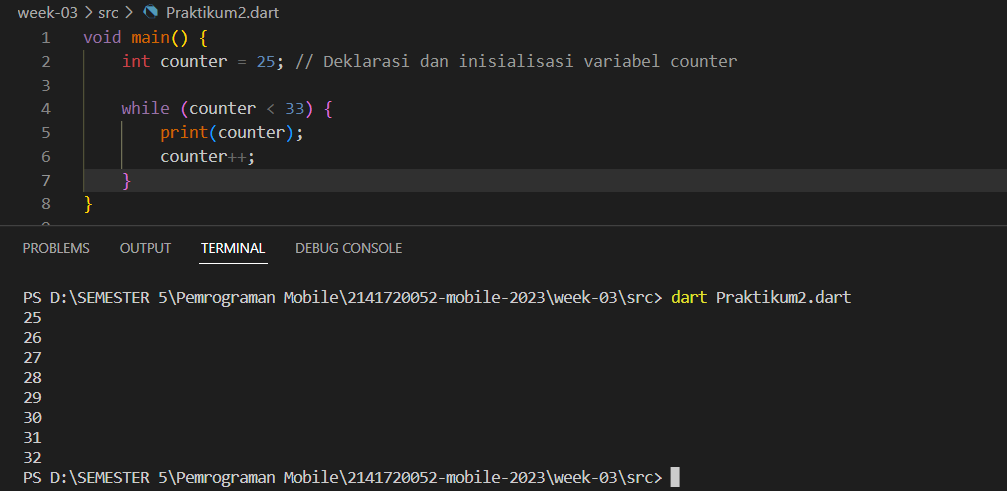 week-03 > src > Praktikum2.dart
1 void main() {
2 int counter = 25; // Deklarasi dan inisialisasi variabel counter
3
4 while (counter < 33) {
5 print(counter);
6 counter++;
7 }
8 }
PROBLEMS OUTPUT TERMINAL DEBUG CONSOLE
PS D:\SEMESTER 5\Pemrograman Mobile\2141720052-mobile-2023\week-03\src> dart Praktikum2.dart
25
26
27
28
29
30
31
32
PS D:\SEMESTER 5\Pemrograman Mobile\2141720052-mobile-2023\week-03\src>